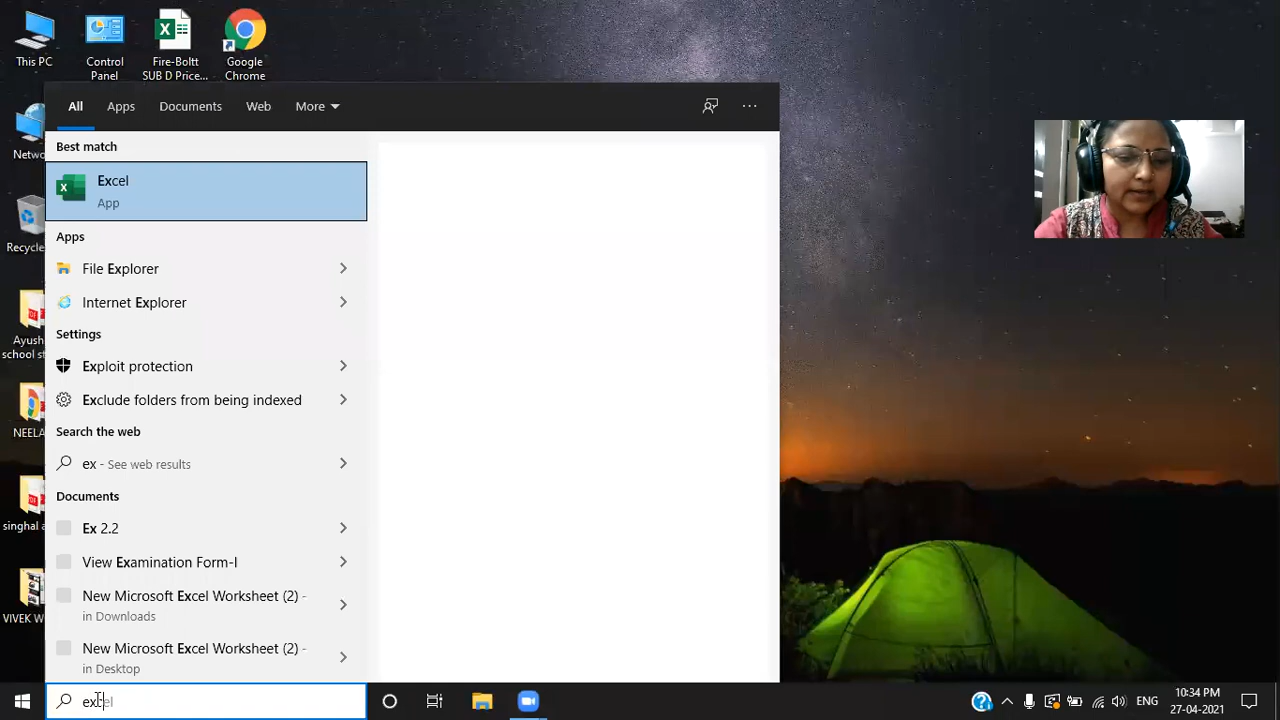 This PC
Control
Panel
Fire-Boltt
SUB D Price...
Google
Chrome
All
Apps
Documents
Web
More
Best match
Excel
App
Apps
File Explorer
Internet Explorer
Settings
Exploit protection
Exclude folders from being indexed
Search the web
ex - See web results
Documents
Ex 2.2
View Examination Form-I
New Microsoft Excel Worksheet (2) -
in Downloads
New Microsoft Excel Worksheet (2) -
in Desktop
Netwo
Recycle
Ayush
school st
NEELA
singhal a
VIVEK W
excel
ENG
10:34 PM
27-04-2021